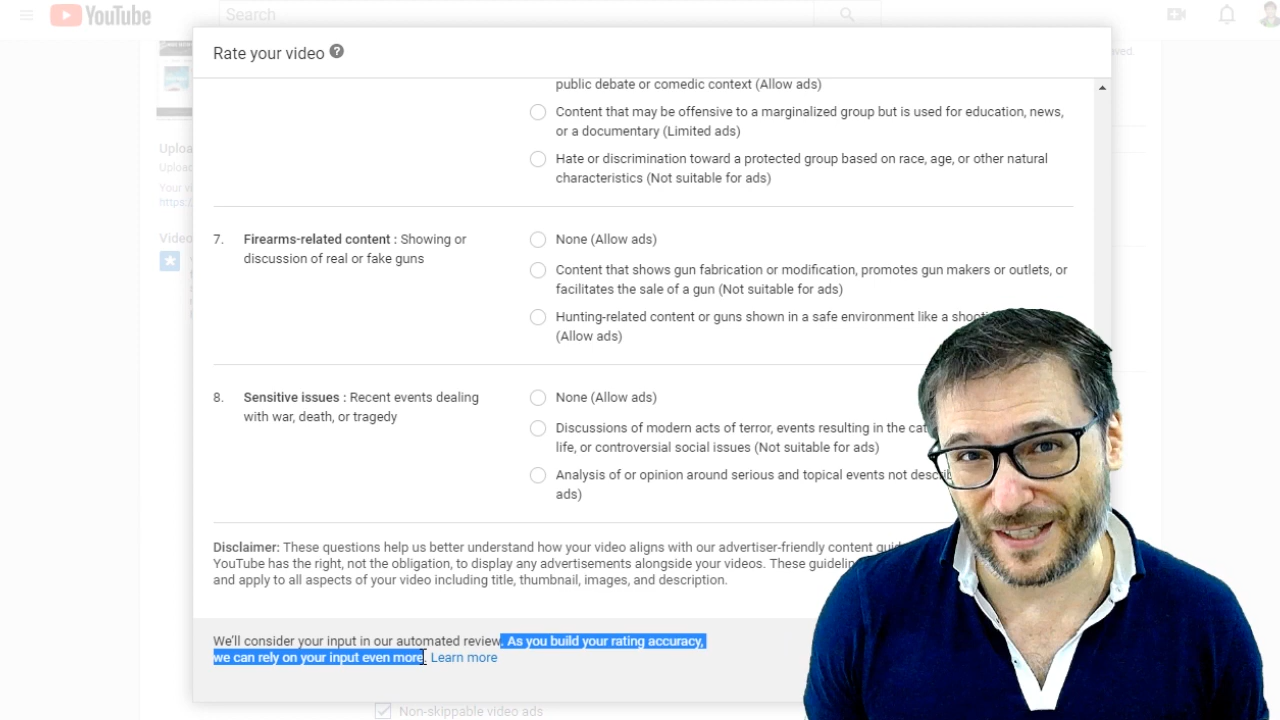 YouTube
Search
Rate your video ?
public debate or comedic context (Allow ads)
Content that may be offensive to a marginalized group but is used for education, news,
or a documentary (Limited ads)
Hate or discrimination toward a protected group based on race, age, or other natural
characteristics (Not suitable for ads)
7. Firearms-related content : Showing or
discussion of real or fake guns
None (Allow ads)
Content that shows gun fabrication or modification, promotes gun makers or outlets, or
facilitates the sale of a gun (Not suitable for ads)
Hunting-related content or guns shown in a safe environment like a
(Allow ads)
8. Sensitive issues : Recent events dealing
with war, death, or tragedy
None (Allow ads)
Discussions of modern acts of terror, events resulting in the
life, or controversial social issues (Not suitable for ads)
Analysis of or opinion around serious and topical events not
ads)
Disclaimer: These questions help us better understand how your video aligns with our advertiser-friendly content
YouTube has the right, not the obligation, to display any advertisements alongside your videos. These
and apply to all aspects of your video including title, thumbnail, images, and description.
We'll consider your input in our automated review. As you build your rating accuracy,
we can rely on your input even more. Learn more
Non-skippable video ads